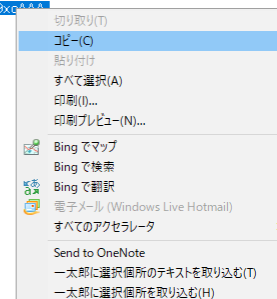 切り取り(T)
コピー(C)
貼り付け
すべて選択(A)
印刷(I)...
印刷プレビュー(N)...
Bing でマップ
Bing で検索
Bing で翻訳
電子メール (Windows Live Hotmail)
すべてのアクセラレータ
Send to OneNote
一太郎に選択個所のテキストを取り込む(T)
一太郎に選択個所を取り込む(H)